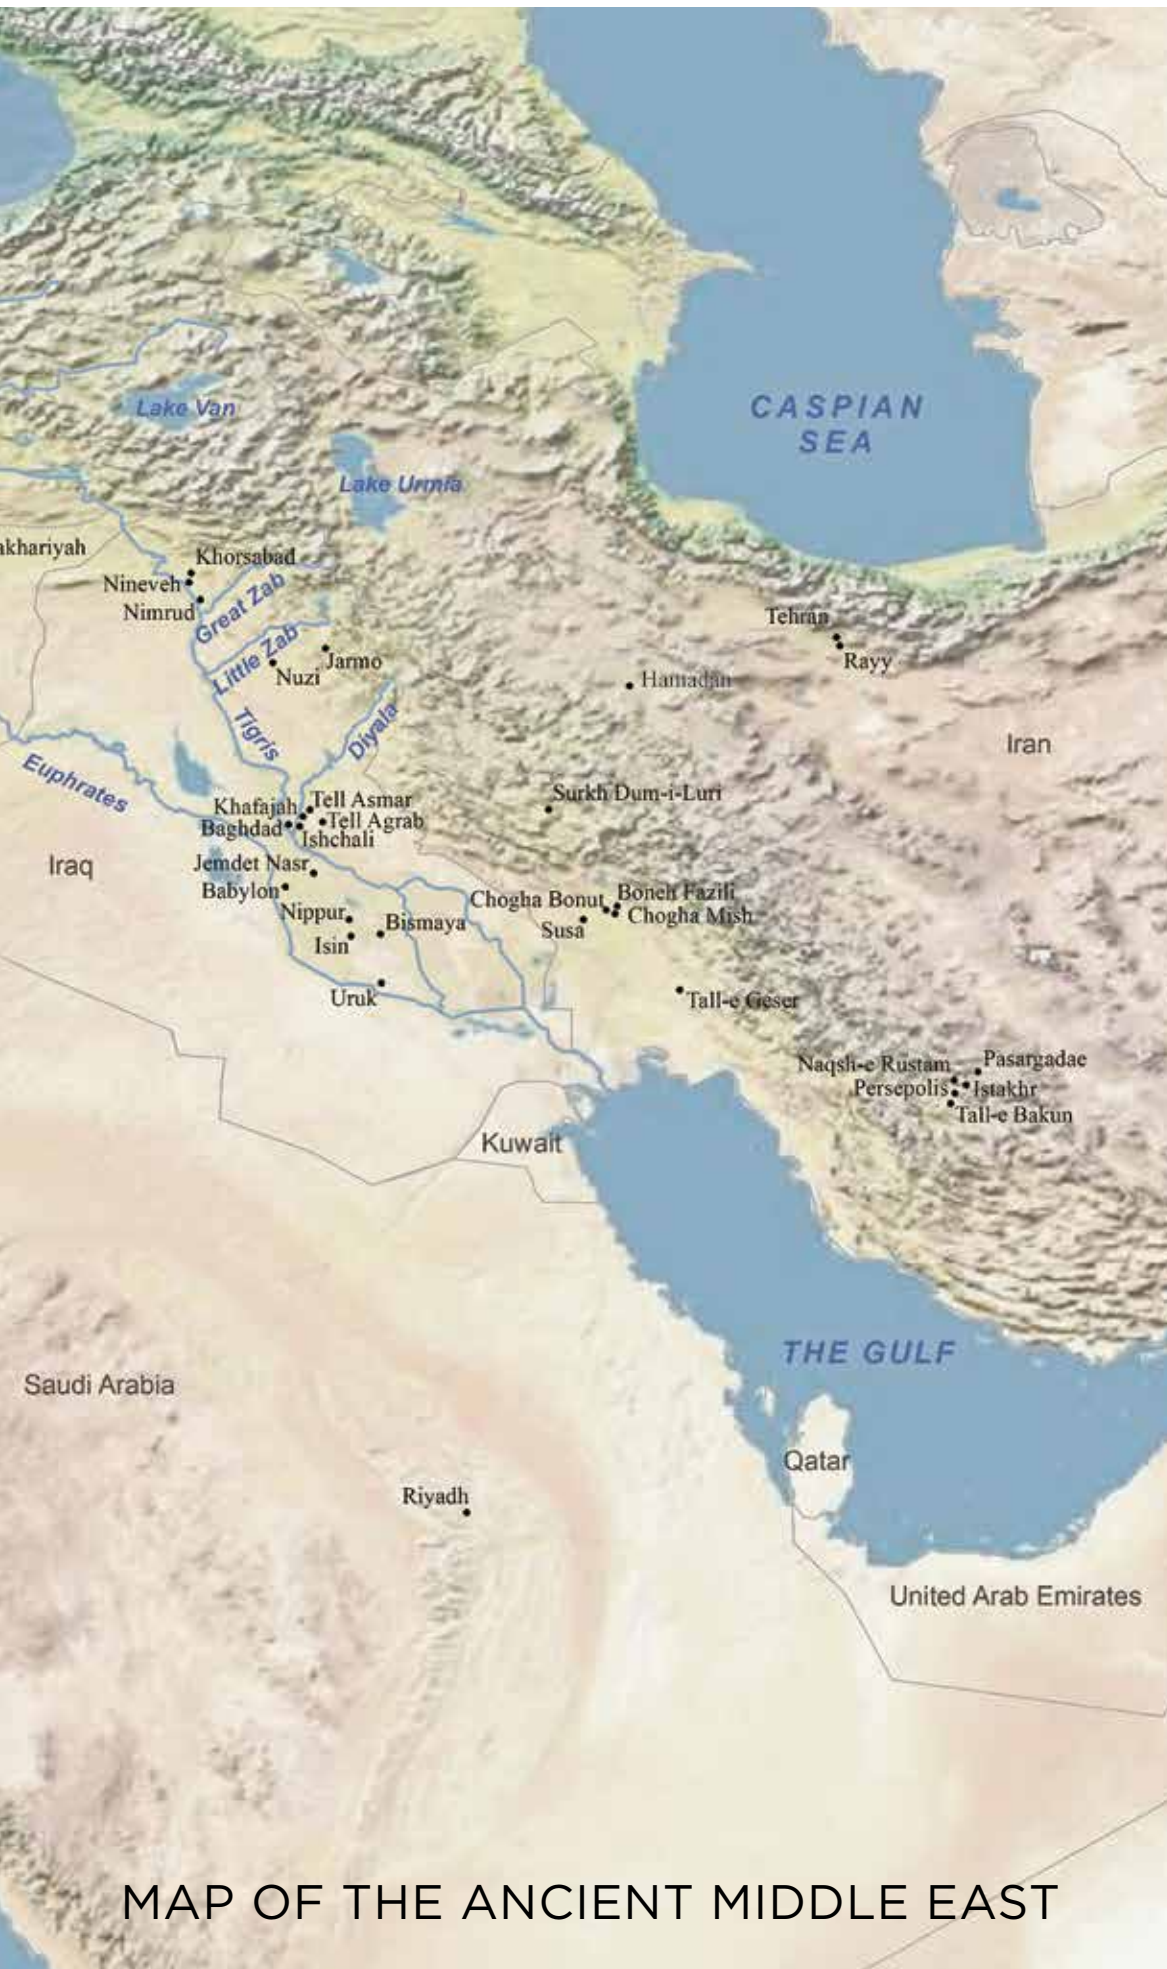 CASPIAN
SEA
Lake Van
Lake Urmia
akhariyah
Khorsabad
Nineveh
Great Zab
Nimrud
Tehran
Little Zab
Jarmo
Rayy
Nuzi
Hamadan
Tigris
Diyala
Iran
Euphrates
Surkh Dum-i-Luri
Tell Asmar
Khafajah
Tell Agrab
Baghdad
Ishchali
Iraq
Jemdet Nasr
Babylon
Chogha Bonut
Boneh Fazili
Nippur
Chogha Mish
Bismaya
Susa
Isin
Uruk
Tall-e Geser
Naqsh-e Rustam
Pasargadae
Persepolis
Istakhr
Tall-e Bakun
Kuwait
THE GULF
Saudi Arabia
Qatar
Riyadh
United Arab Emirates
MAP OF THE ANCIENT MIDDLE EAST